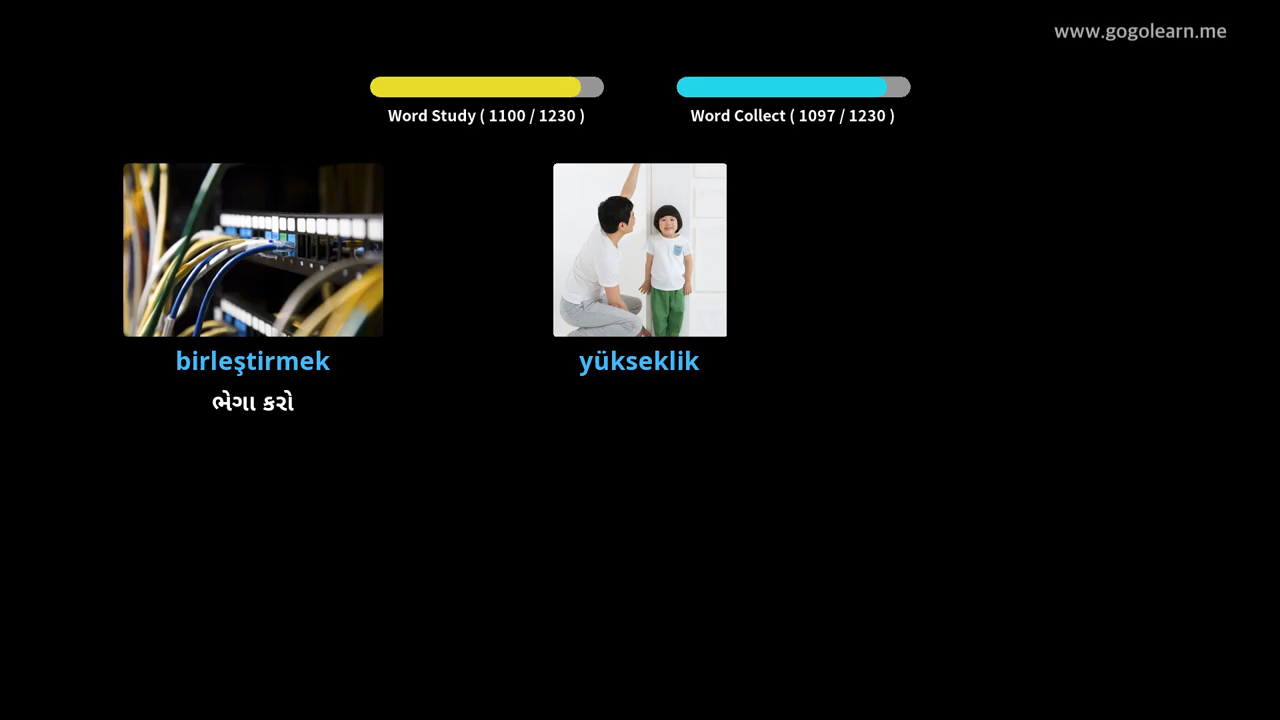 www.gogolearn.me
Word Study ( 1100 / 1230 )
Word Collect ( 1097 / 1230 )
birleştirmek
ભેગા કરો
yükseklik